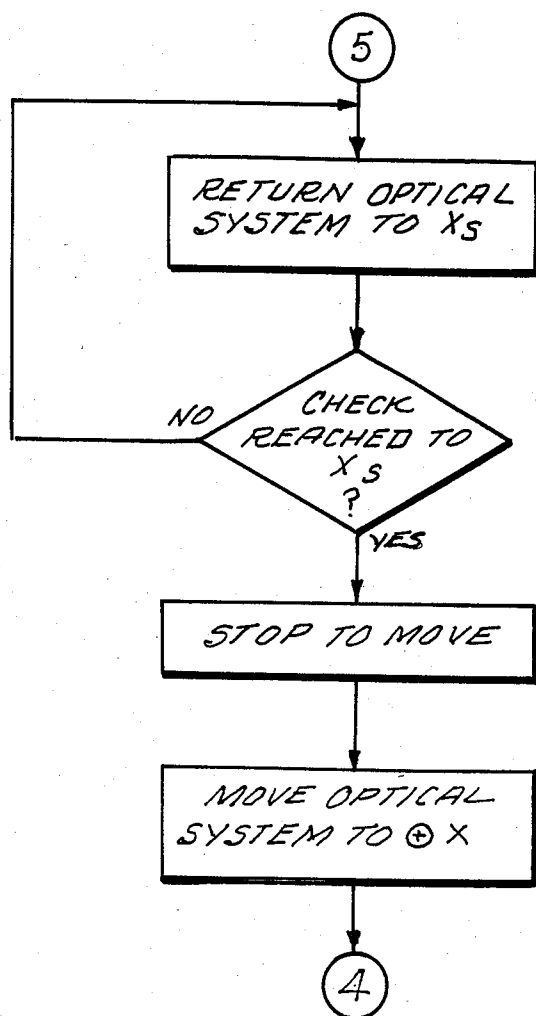 5
RETURN OPTICAL
SYSTEM TO XS
CHECK
REACHED TO
XS
?
NO
YES
STOP TO MOVE
MOVE OPTICAL
SYSTEM TO ⊕ X
4